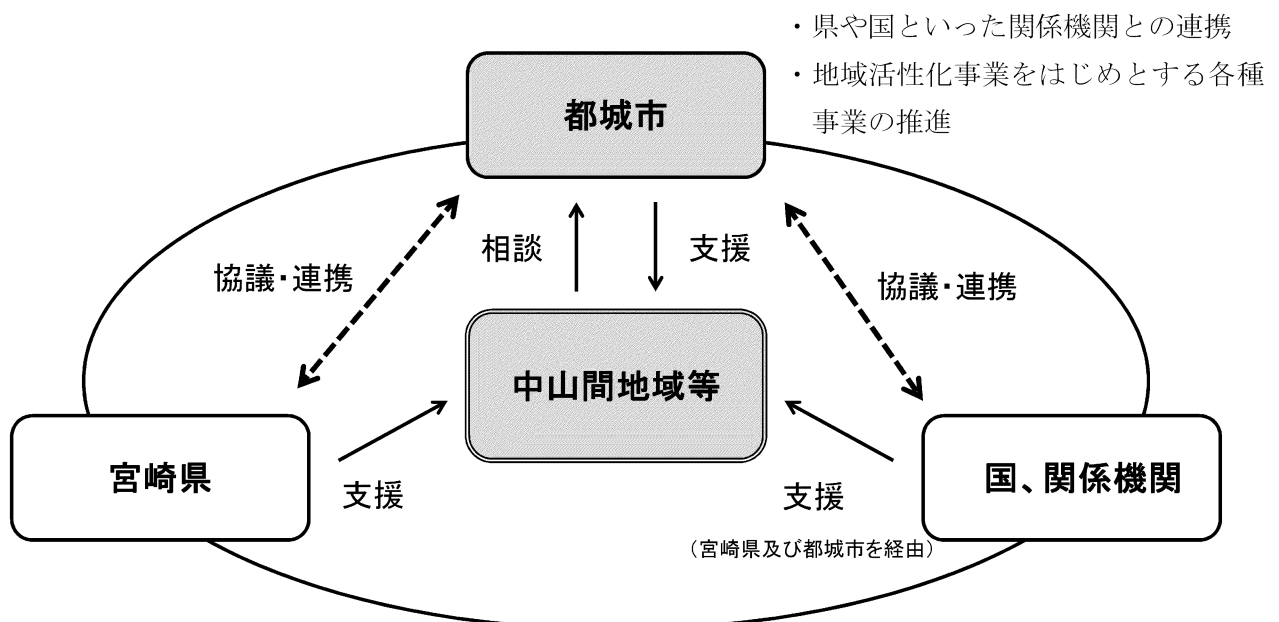 ・県や国といった関係機関との連携
・地域活性化事業をはじめとする各種
事業の推進
都城市
相談
支援
協議・連携
協議・連携
中山間地域等
宮崎県
支援
国、関係機関
支援
（宮崎県及び都城市を経由）